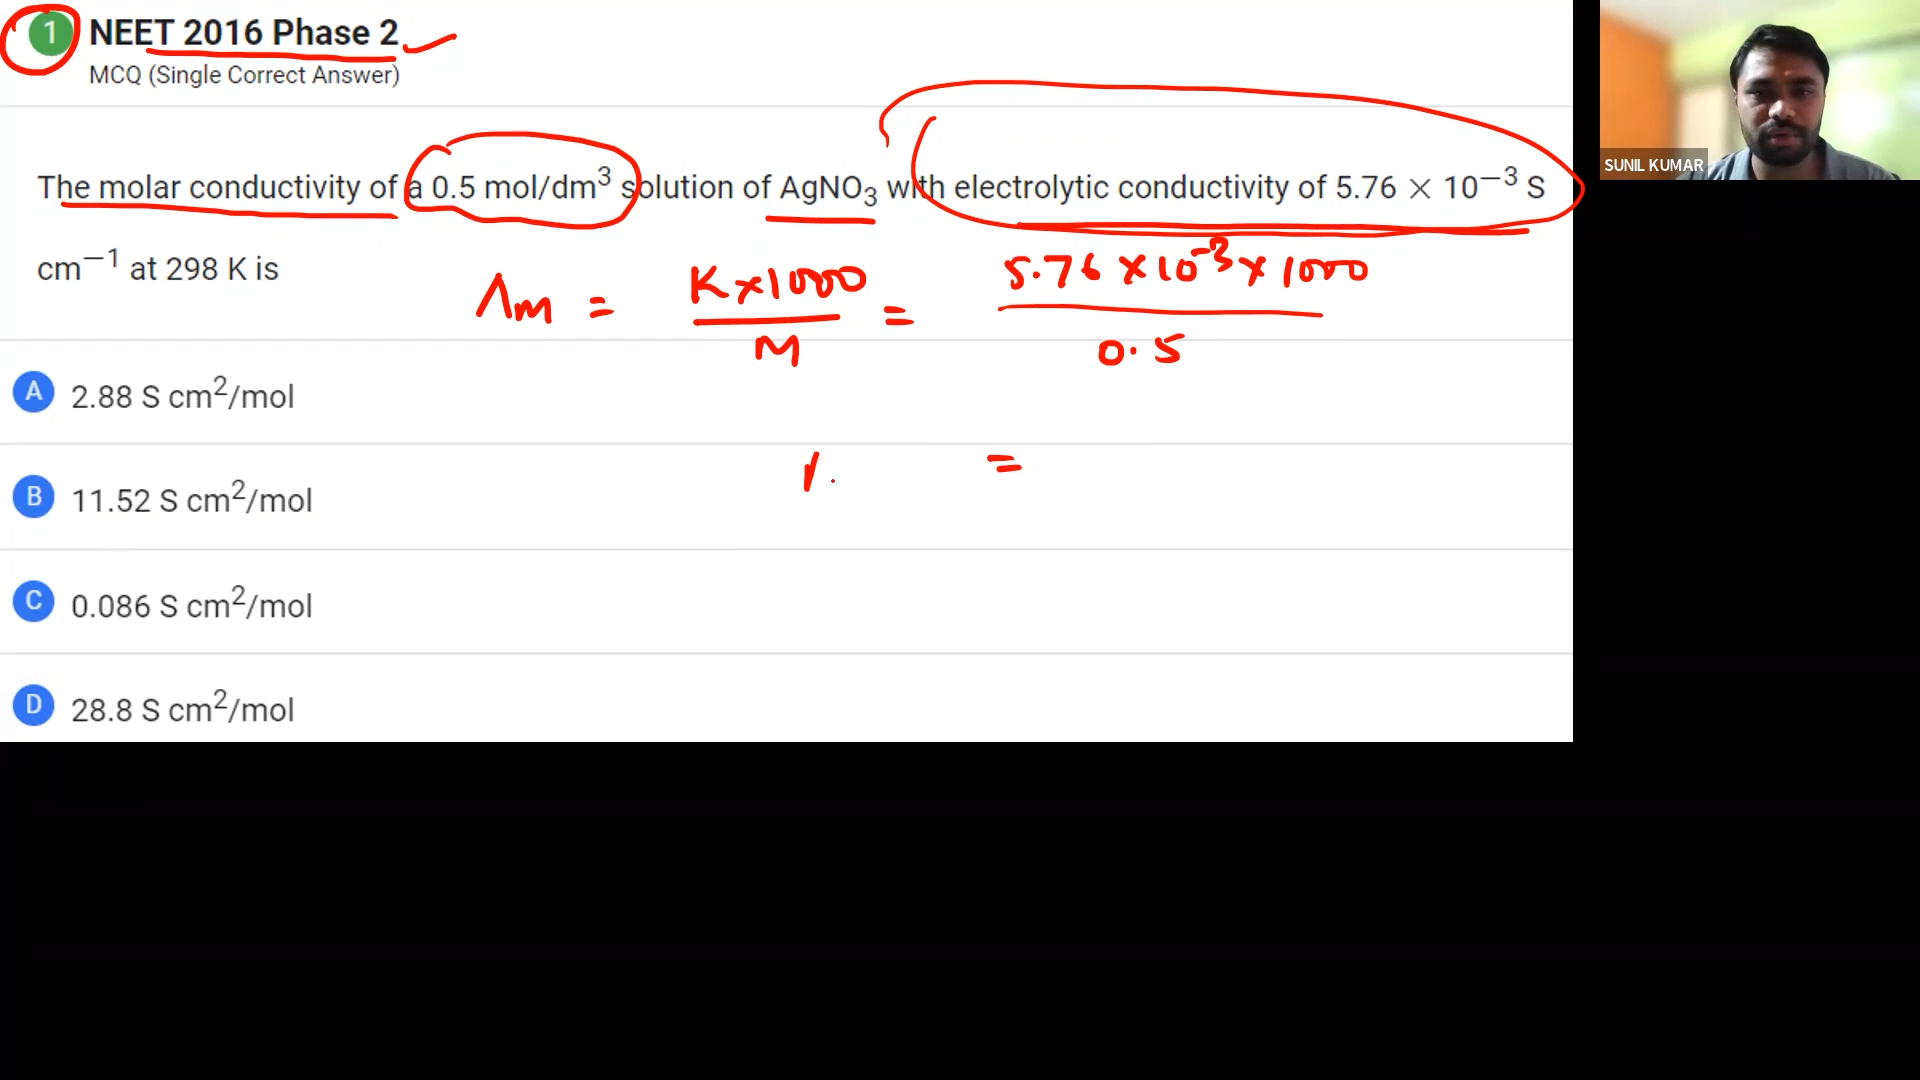 1 NEET 2016 Phase 2
MCQ (Single Correct Answer)
SUNIL KUMAR
The molar conductivity of a 0.5 mol/dm³ solution of AgNO₃ with electrolytic conductivity of 5.76 × 10⁻³ S
cm⁻¹ at 298 K is
Λm = K×1000 / M = 5.76 ×10⁻³ × 1000 / 0.5
A 2.88 S cm²/mol
=
B 11.52 S cm²/mol
C 0.086 S cm²/mol
D 28.8 S cm²/mol